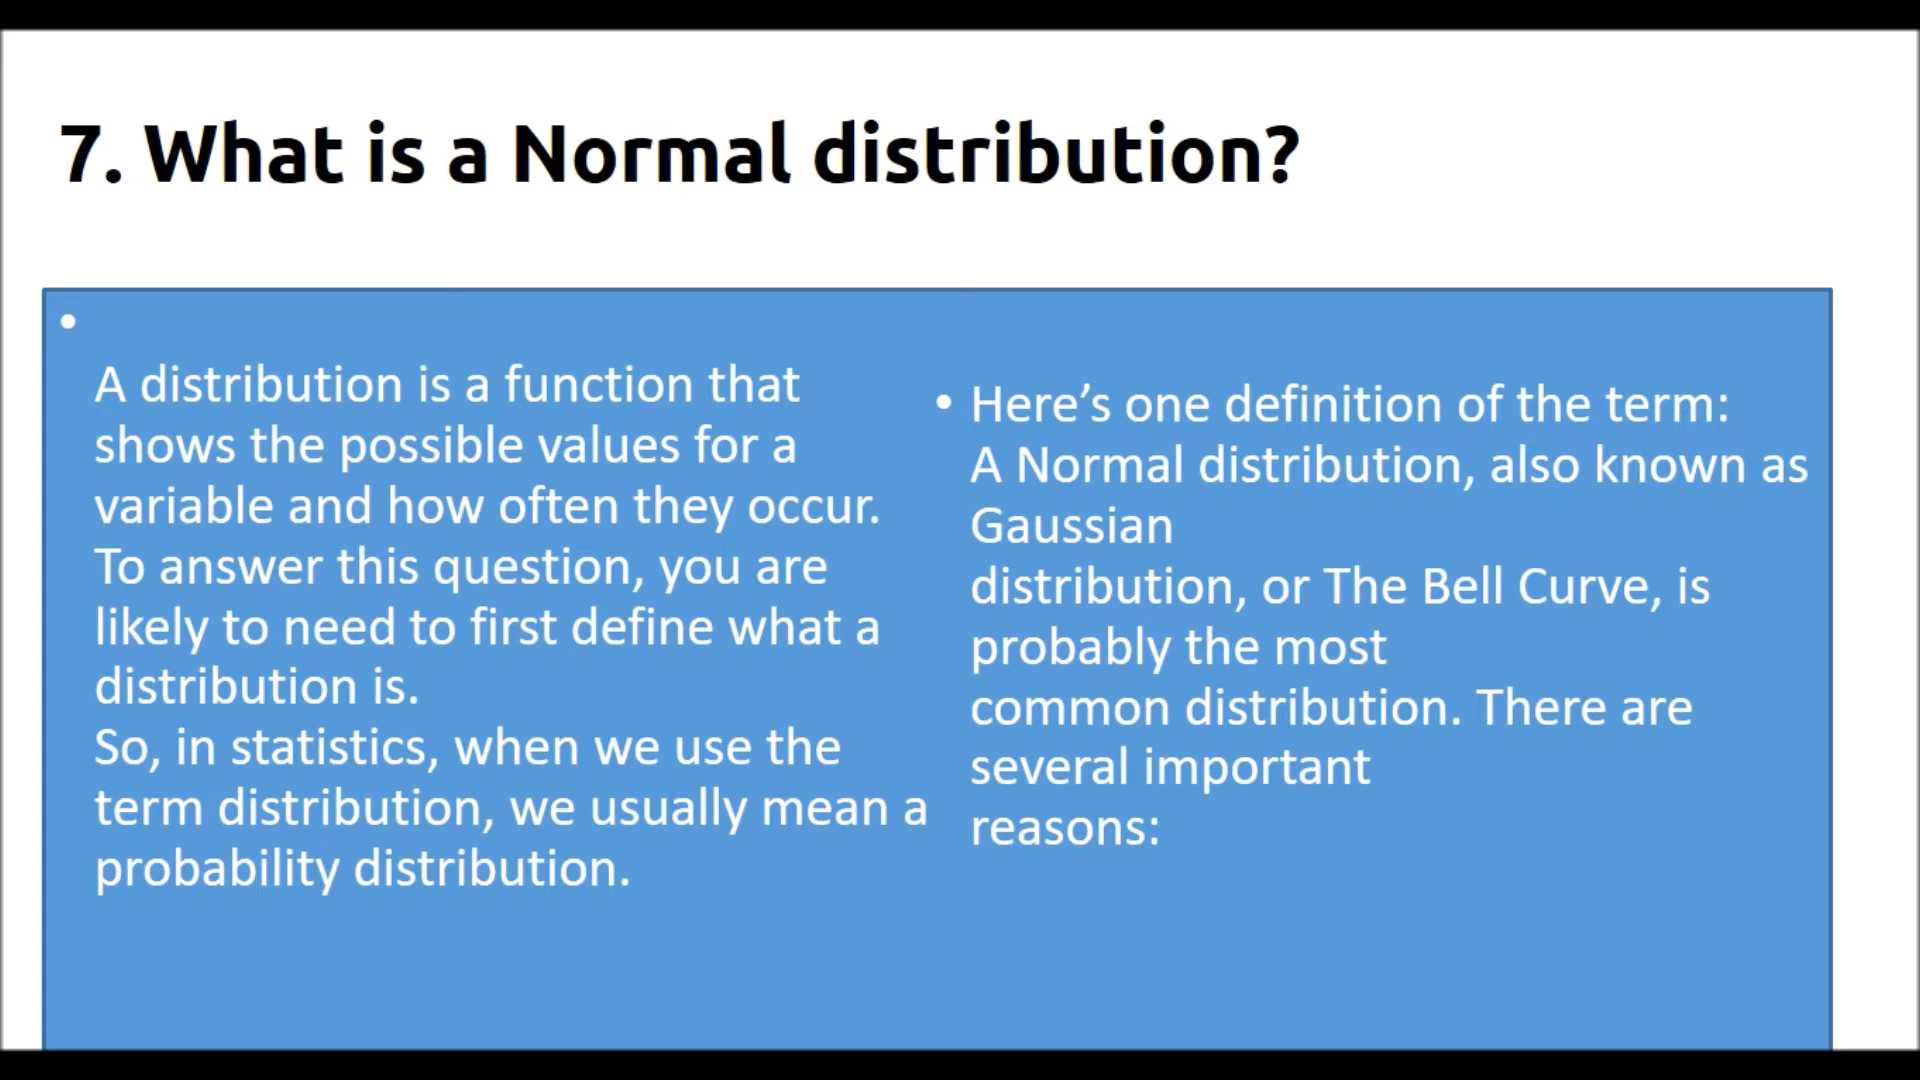 7. What is a Normal distribution?
•
A distribution is a function that
shows the possible values for a
variable and how often they occur.
To answer this question, you are
likely to need to first define what a
distribution is.
So, in statistics, when we use the
term distribution, we usually mean a
probability distribution.
• Here’s one definition of the term:
A Normal distribution, also known as
Gaussian
distribution, or The Bell Curve, is
probably the most
common distribution. There are
several important
reasons: